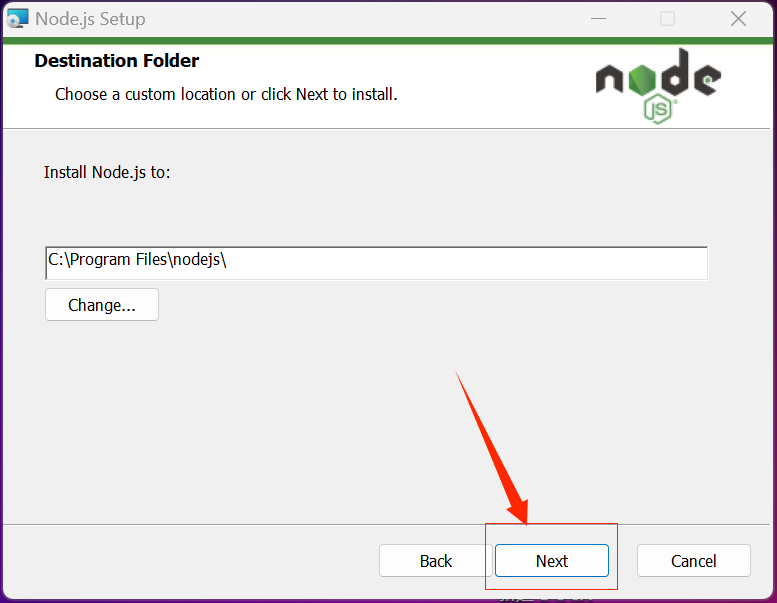 Node.js Setup
Destination Folder
Choose a custom location or click Next to install.
node
JS
Install Node.js to:
C:\Program Files\nodejs\
Change...
Back
Next
Cancel